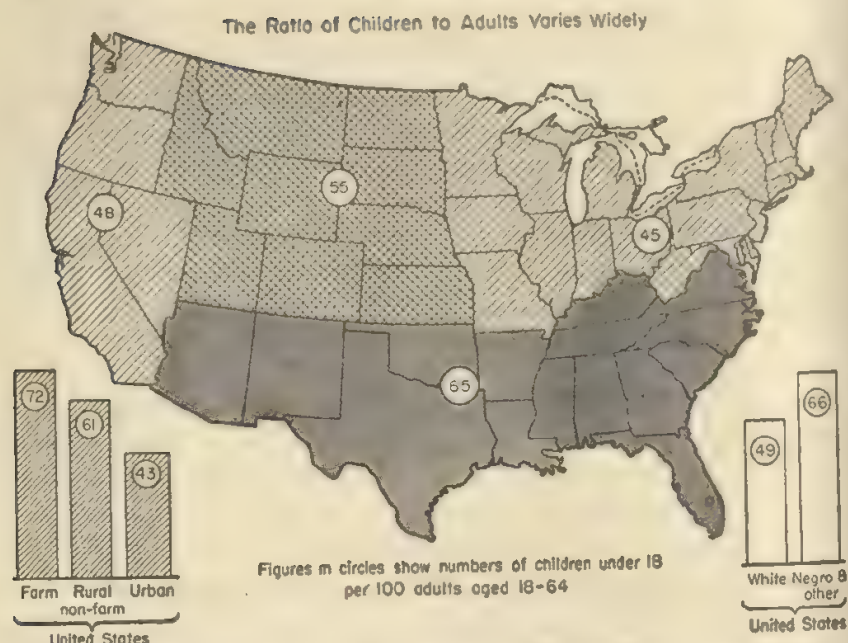 The Ratio of Children to Adults Varies Widely
55
48
45
65
72
61
43
66
49
Figures in circles show numbers of children under 18
per 100 adults aged 18-64
Farm Rural Urban
non-farm
United States
White Negro &
other
United States